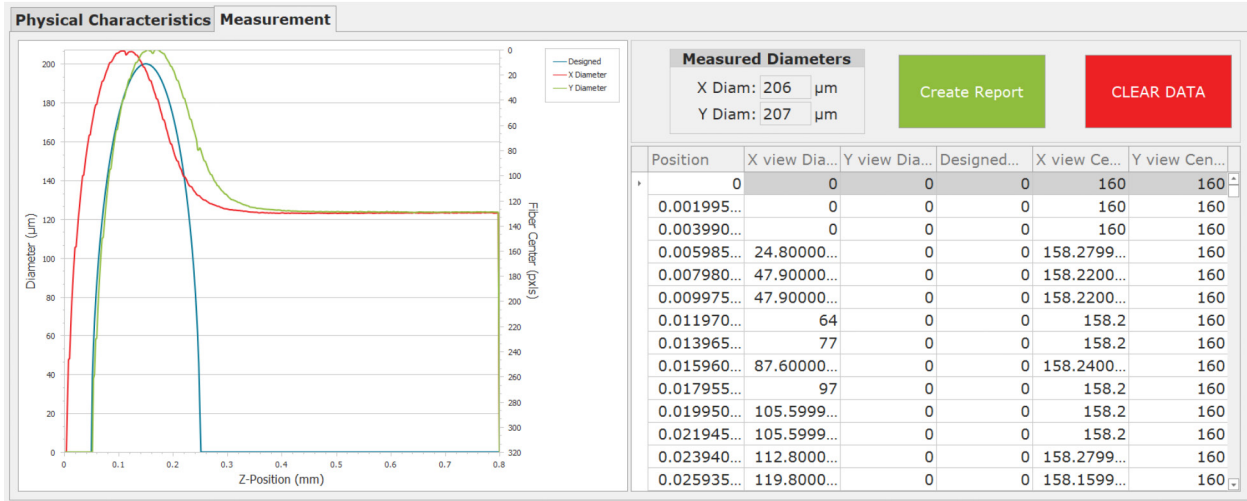 Physical Characteristics Measurement
Designed
X Diameter
Y Diameter
200
180
160
140
120
100
80
60
40
20
0
Diameter (µm)
0
20
40
60
80
100
120
140
160
180
200
220
240
260
280
300
320
Fiber Center (pxls)
0 0.1 0.2 0.3 0.4 0.5 0.6 0.7 0.8
Z-Position (mm)
Measured Diameters
X Diam: 206 µm
Y Diam: 207 µm
Create Report
CLEAR DATA
Position X view Dia... Y view Dia... Designed... X view Ce... Y view Cen...
0 0 0 0 160 160
0.001995... 0 0 0 160 160
0.003990... 0 0 0 160 160
0.005985... 24.80000... 0 0 158.2799... 160
0.007980... 47.90000... 0 0 158.2200... 160
0.009975... 47.90000... 0 0 158.2200... 160
0.011970... 64 0 0 158.2 160
0.013965... 77 0 0 158.2 160
0.015960... 87.60000... 0 0 158.2400... 160
0.017955... 97 0 0 158.2 160
0.019950... 105.5999... 0 0 158.2 160
0.021945... 105.5999... 0 0 158.2 160
0.023940... 112.8000... 0 0 158.2799... 160
0.025935... 119.8000... 0 0 158.1599... 160